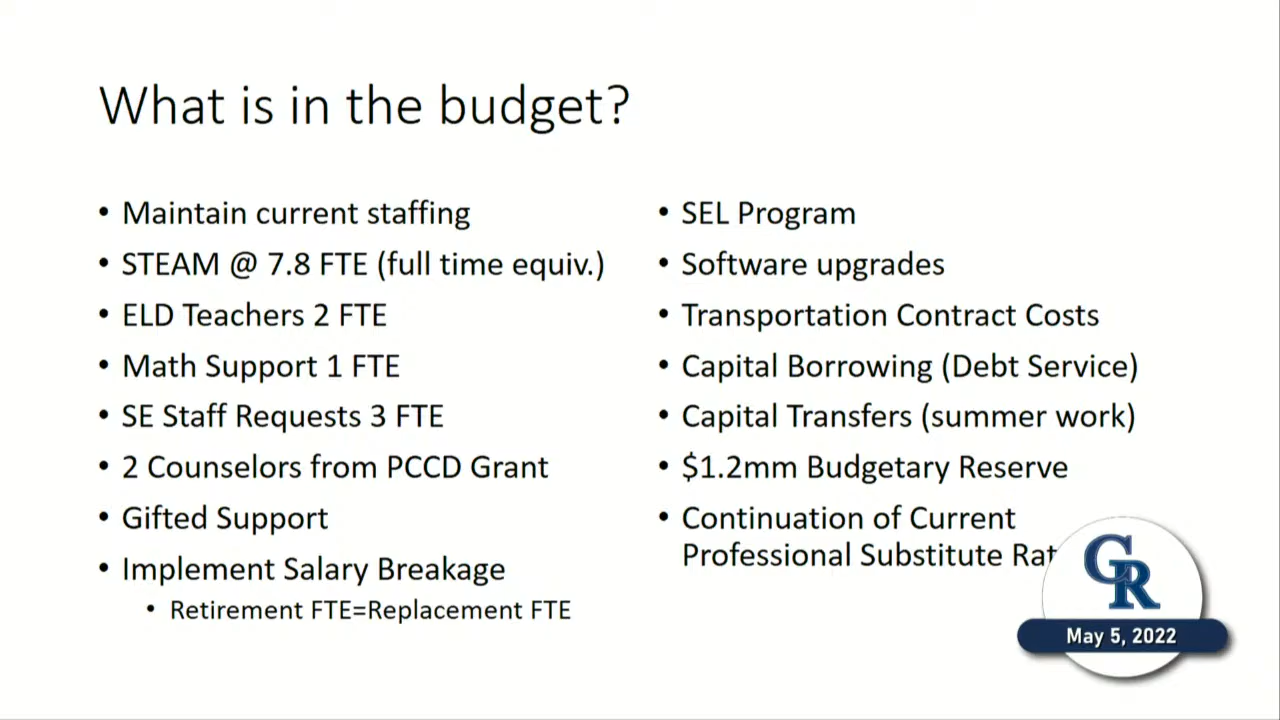 What is in the budget?
• Maintain current staffing
• STEAM @ 7.8 FTE (full time equiv.)
• ELD Teachers 2 FTE
• Math Support 1 FTE
• SE Staff Requests 3 FTE
• 2 Counselors from PCCD Grant
• Gifted Support
• Implement Salary Breakage
• Retirement FTE=Replacement FTE
• SEL Program
• Software upgrades
• Transportation Contract Costs
• Capital Borrowing (Debt Service)
• Capital Transfers (summer work)
• $1.2mm Budgetary Reserve
• Continuation of Current
Professional Substitute
GR
May 5, 2022